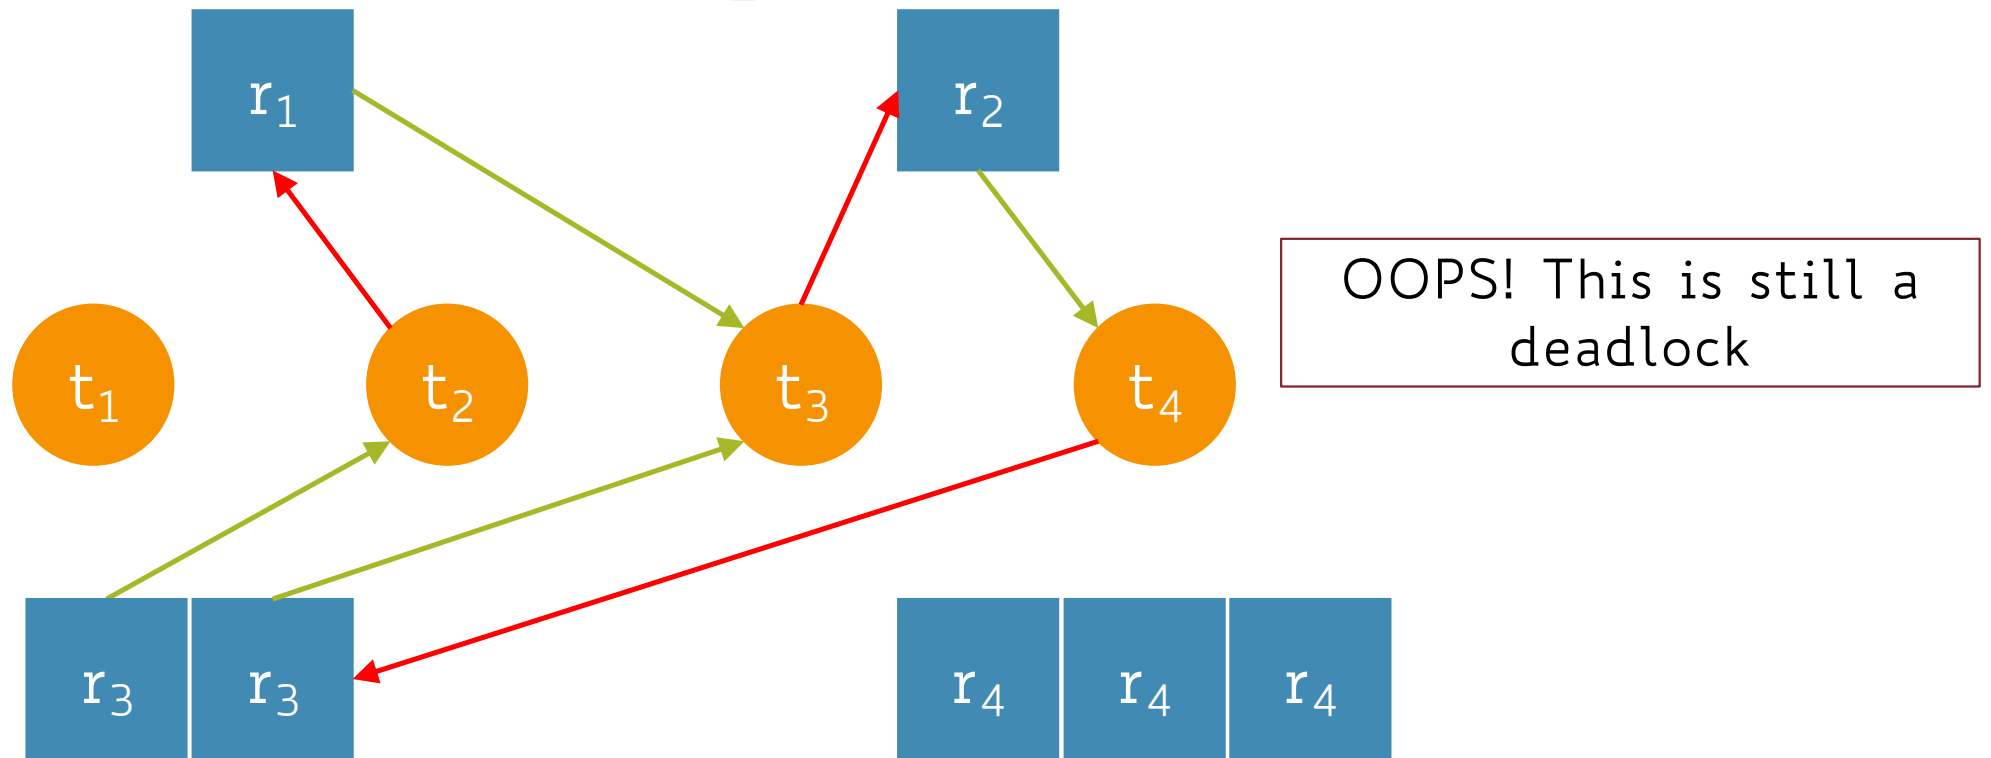 r₁
r₂
OOPS! This is still a
deadlock
t₁
t₂
t₃
t₄
r₃
r₃
r₄
r₄
r₄